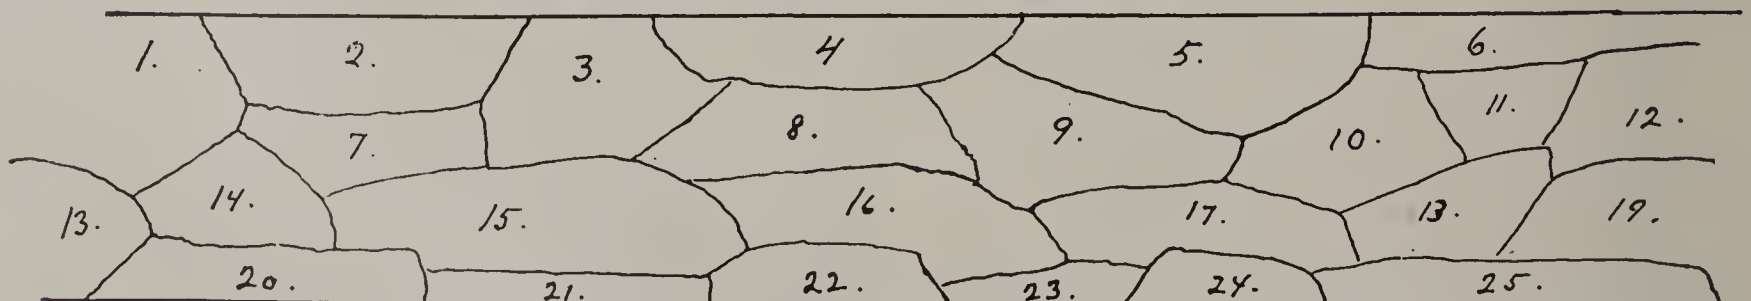 1. 2. 3. 4 5. 6.
7. 8. 9. 10. 11. 12.
13. 14. 15. 16. 17. 13. 19.
20. 21. 22. 23. 24. 25.